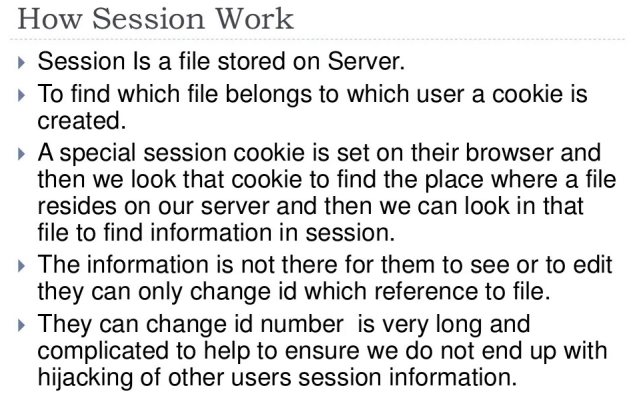 How Session Work
Session Is a file stored on Server.
To find which file belongs to which user a cookie is
created.
A special session cookie is set on their browser and
then we look that cookie to find the place where a file
resides on our server and then we can look in that
file to find information in session.
The information is not there for them to see or to edit
they can only change id which reference to file.
They can change id number  is very long and
complicated to help to ensure we do not end up with
hijacking of other users session information.